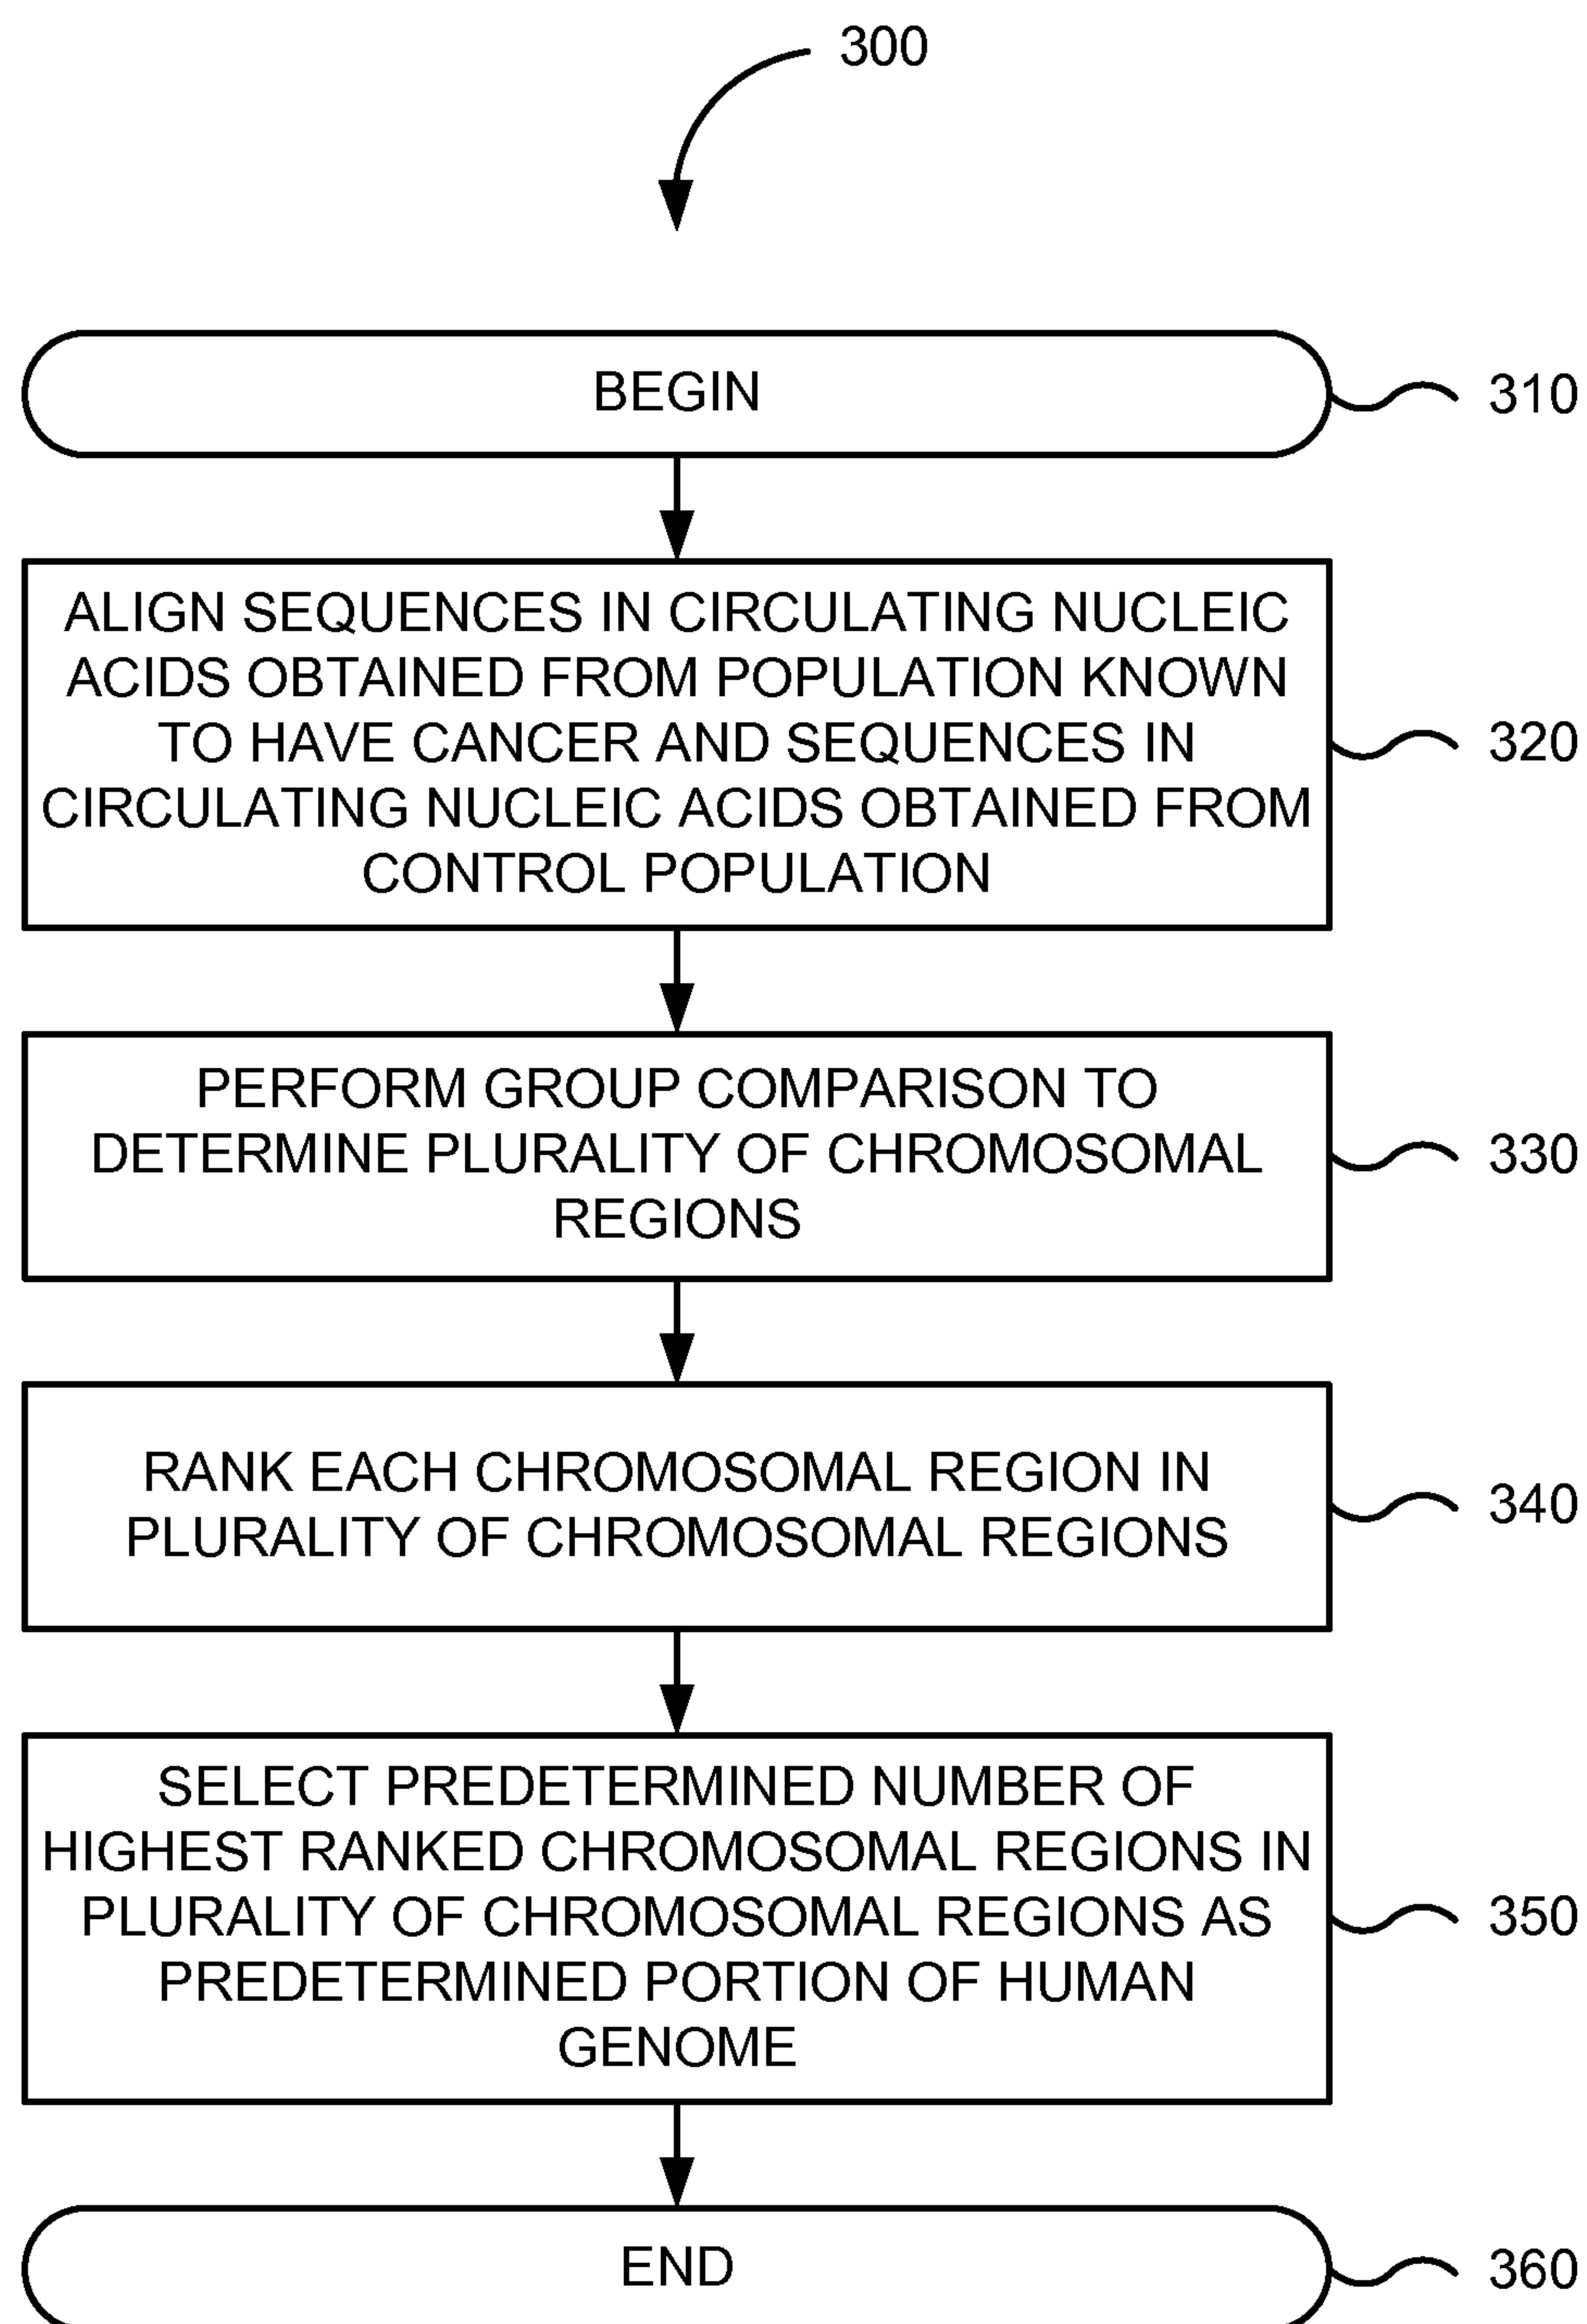 300
BEGIN
310
ALIGN SEQUENCES IN CIRCULATING NUCLEIC
ACIDS OBTAINED FROM POPULATION KNOWN
TO HAVE CANCER AND SEQUENCES IN
CIRCULATING NUCLEIC ACIDS OBTAINED FROM
CONTROL POPULATION
320
PERFORM GROUP COMPARISON TO
DETERMINE PLURALITY OF CHROMOSOMAL
REGIONS
330
RANK EACH CHROMOSOMAL REGION IN
PLURALITY OF CHROMOSOMAL REGIONS
340
SELECT PREDETERMINED NUMBER OF
HIGHEST RANKED CHROMOSOMAL REGIONS IN
PLURALITY OF CHROMOSOMAL REGIONS AS
PREDETERMINED PORTION OF HUMAN
GENOME
350
END
360